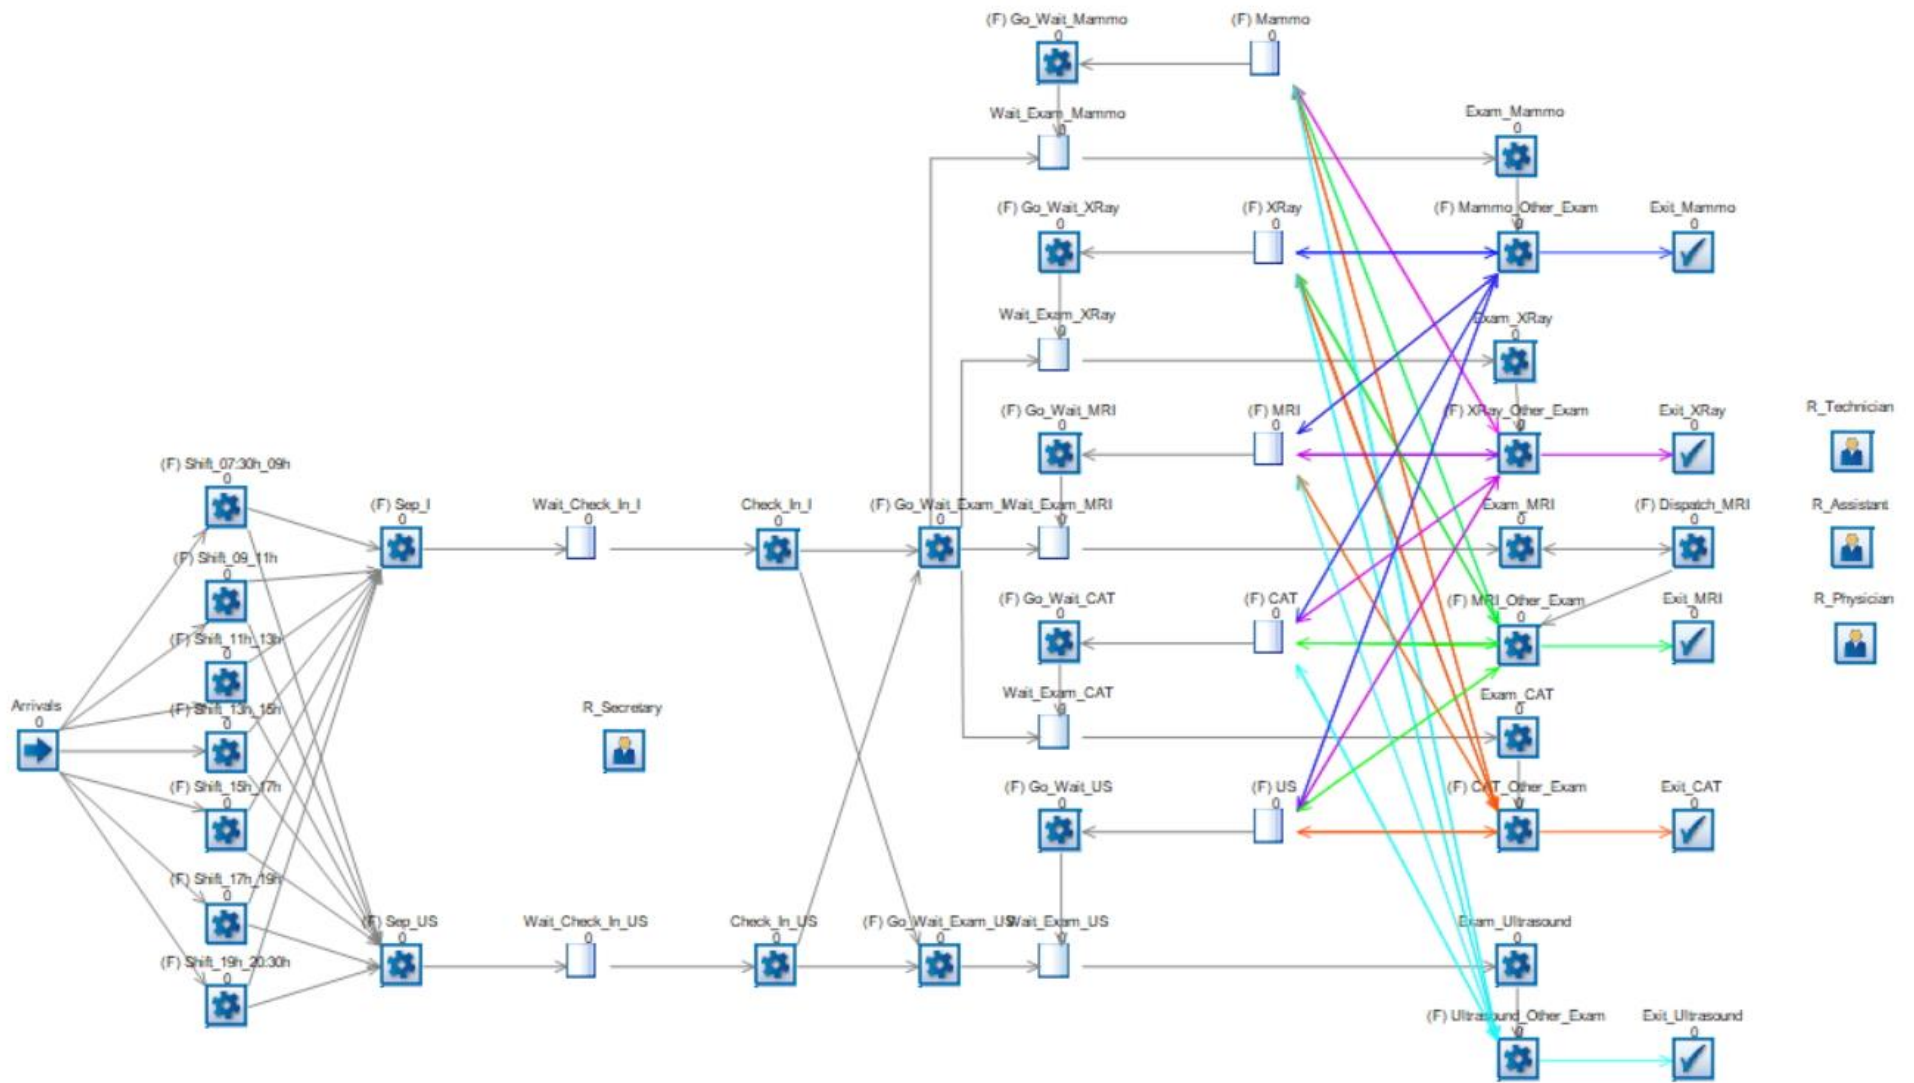 (F) Go_Wait_Mammo
0
(F) Mammo
0
Wait_Exam_Mammo
0
Exam_Mammo
0
(F) Go_Wait_XRay
0
(F) XRay
0
(F) Mammo_Other_Exam
0
Exit_Mammo
0
Wait_Exam_XRay
0
Exam_XRay
0
(F) Go_Wait_MRI
0
(F) MRI
0
(F) XRay_Other_Exam
0
Exit_XRay
0
R_Technician
(F) Shift_07:30h_09h
0
(F) Sep_I
0
Wait_Check_In_I
0
Check_In_I
0
(F) Go_Wait_Exam_I
0
Wait_Exam_MRI
0
Exam_MRI
0
(F) Dispatch_MRI
0
R_Assistant
(F) Shift_09_11h
0
(F) Go_Wait_CAT
0
(F) CAT
0
(F) MRI_Other_Exam
0
Exit_MRI
0
R_Physician
(F) Shift_11h_13h
0
Arrivals
0
(F) Shift_13h_15h
0
R_Secretary
Wait_Exam_CAT
0
Exam_CAT
0
(F) Shift_15h_17h
0
(F) Go_Wait_US
0
(F) US
0
(F) CAT_Other_Exam
0
Exit_CAT
0
(F) Shift_17h_19h
0
(F) Sep_US
0
Wait_Check_In_US
0
Check_In_US
0
(F) Go_Wait_Exam_US
0
Wait_Exam_US
0
Exam_Ultrasound
0
(F) Shift_19h_20:30h
0
(F) Ultrasound_Other_Exam
0
Exit_Ultrasound
0